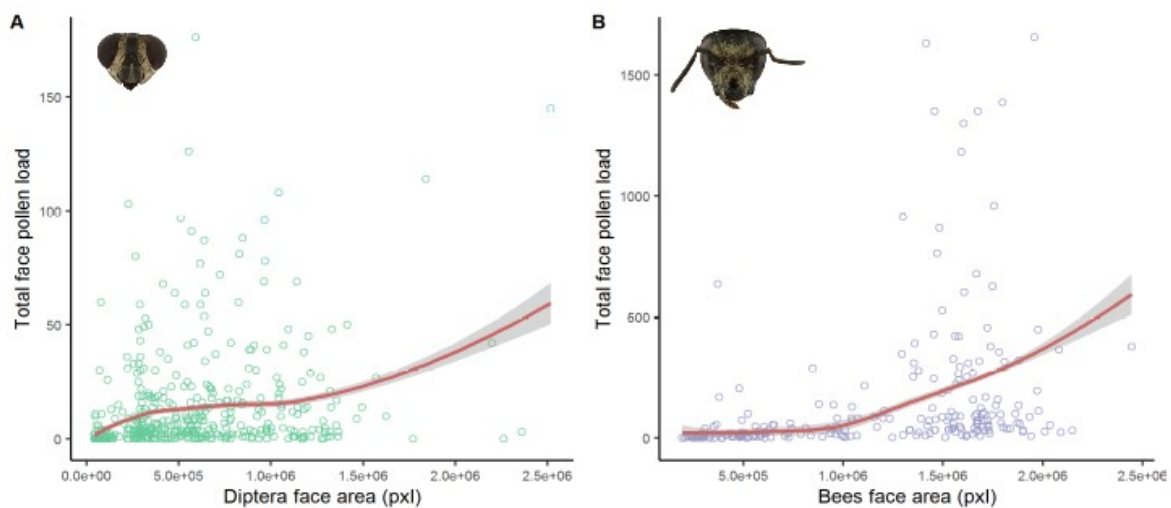 A
B
Total face pollen load
150
100
50
0
0.0e+00 5.0e+05 1.0e+06 1.5e+06 2.0e+06 2.5e+06
Diptera face area (pxl)
Total face pollen load
1500
1000
500
0
5.0e+05 1.0e+06 1.5e+06 2.0e+06 2.5e+06
Bees face area (pxl)